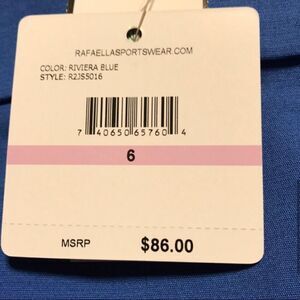 RAFAELLASPORTSWEAR.COM
COLOR: RIVIERA BLUE
STYLE: R2JS5016
7 40650 65760 4
6
MSRP $86.00